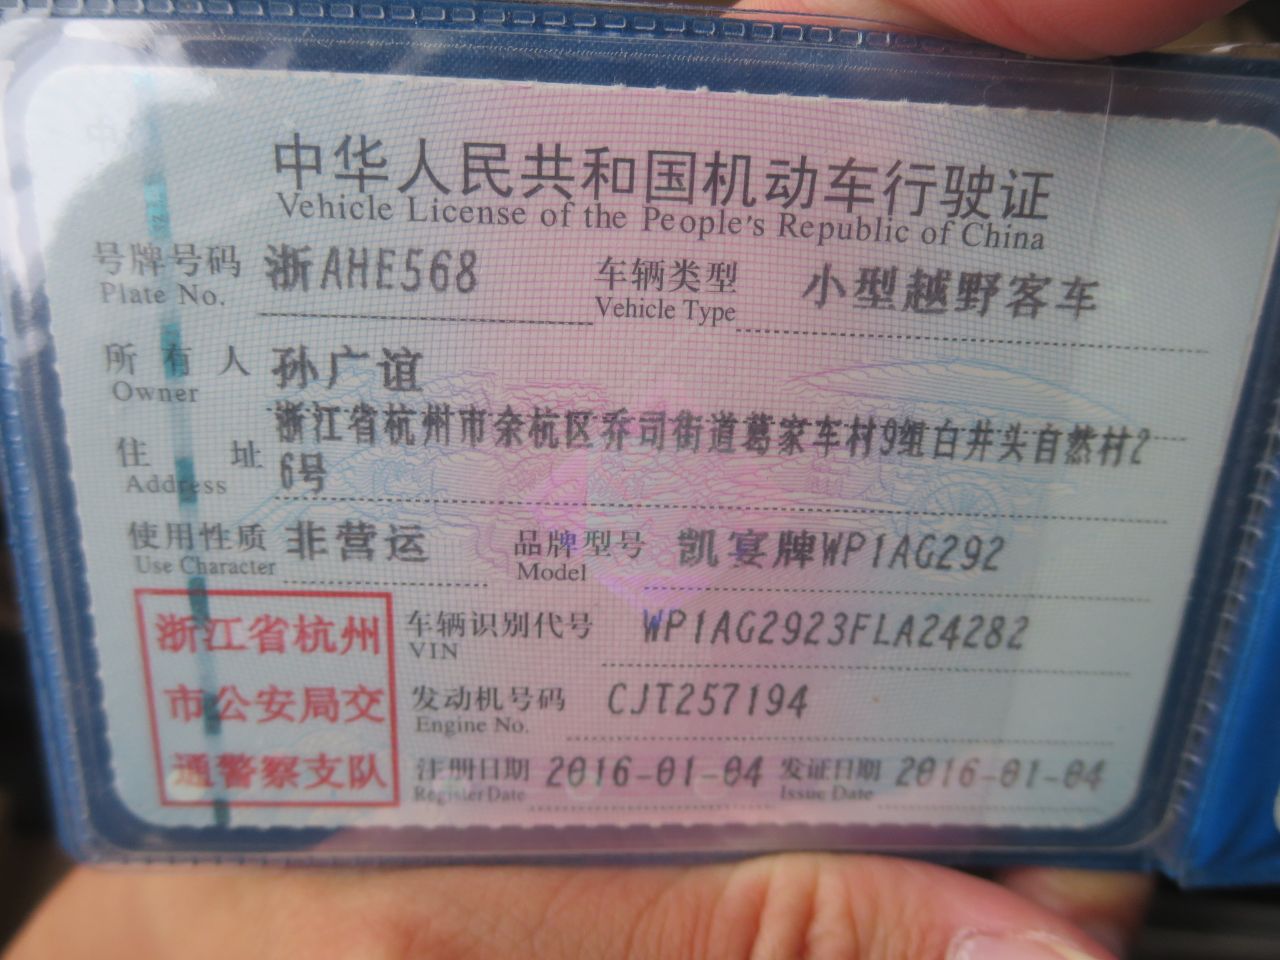 中华人民共和国机动车行驶证
Vehicle License of the People's Republic of China
号牌号码 浙AHE568 车辆类型 小型越野客车
Plate No. Vehicle Type
所有人 孙广谊
Owner
住址 浙江省杭州市余杭区乔司街道葛家车村9组白井头自然村2
Address 6号
使用性质 非营运 品牌型号 凯宴牌WP1AG292
Use Character Model
浙江省杭州 车辆识别代号 WP1AG2923FLA24282
VIN
市公安局交 发动机号码 CJT257194
Engine No.
通警察支队 注册日期 2016-01-04 发证日期 2016-01-04
Register Date Issue Date